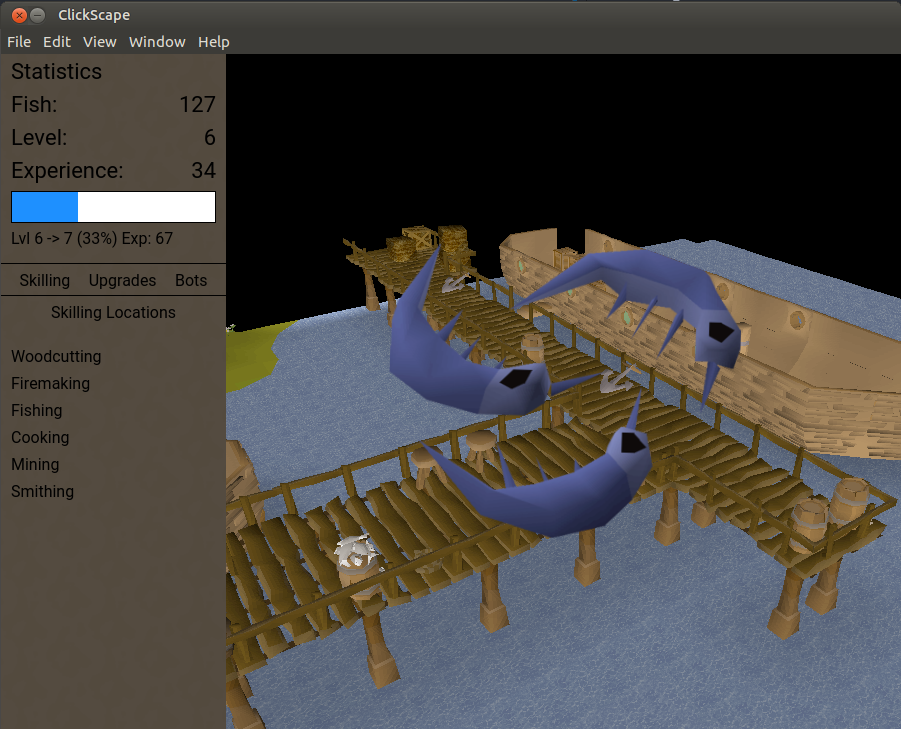 ClickScape
File Edit View Window Help
Statistics
Fish: 127
Level: 6
Experience: 34
Lvl 6 -> 7 (33%) Exp: 67
Skilling Upgrades Bots
Skilling Locations
Woodcutting
Firemaking
Fishing
Cooking
Mining
Smithing